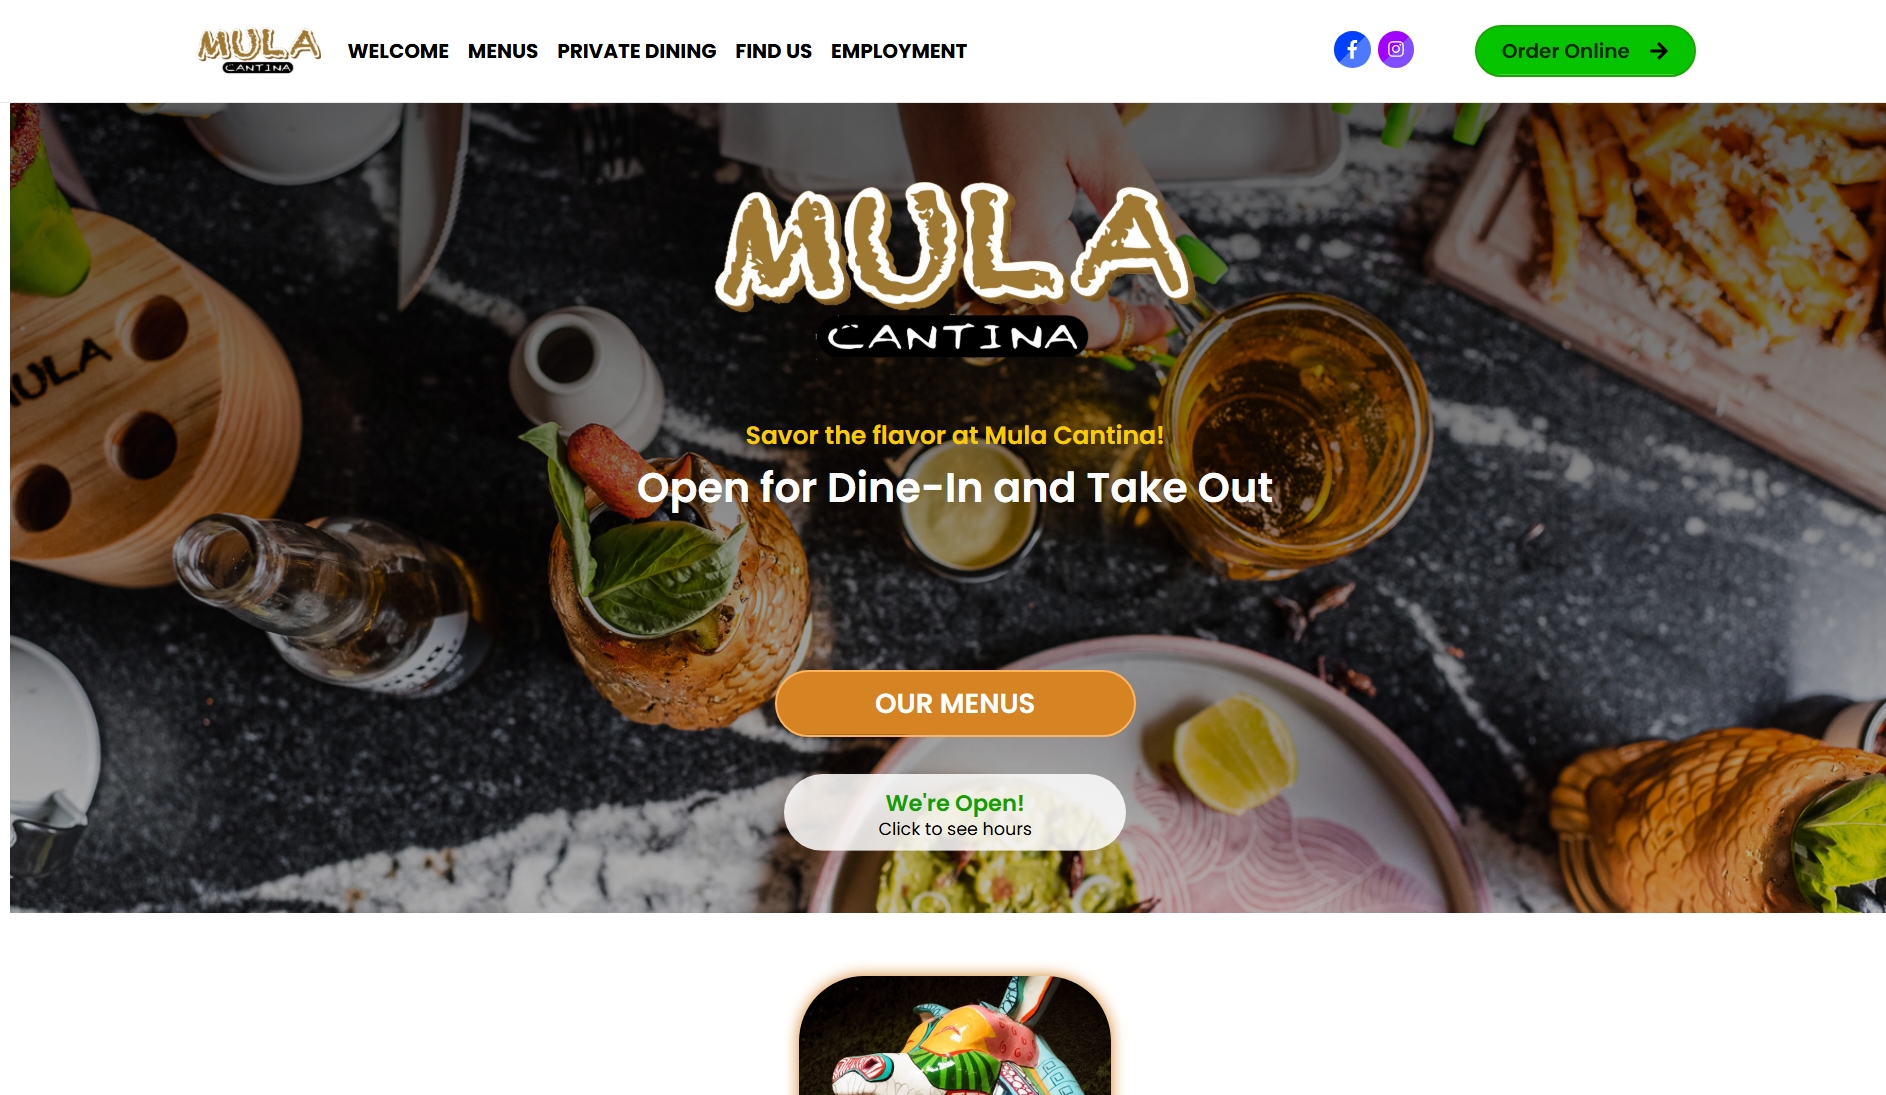 MULA
CANTINA
WELCOME MENUS PRIVATE DINING FIND US EMPLOYMENT
Order Online
MULA
CANTINA
MULA
Savor the flavor at Mula Cantina!
Open for Dine-In and Take Out
OUR MENUS
We're Open!
Click to see hours